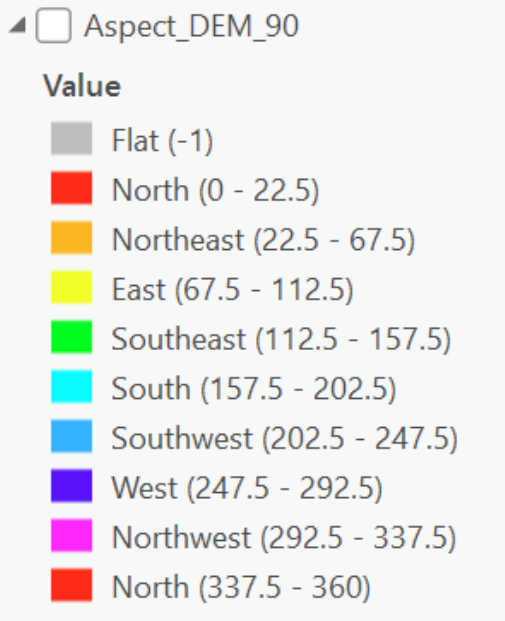 Aspect_DEM_90
Value
Flat (-1)
North (0 - 22.5)
Northeast (22.5 - 67.5)
East (67.5 - 112.5)
Southeast (112.5 - 157.5)
South (157.5 - 202.5)
Southwest (202.5 - 247.5)
West (247.5 - 292.5)
Northwest (292.5 - 337.5)
North (337.5 - 360)